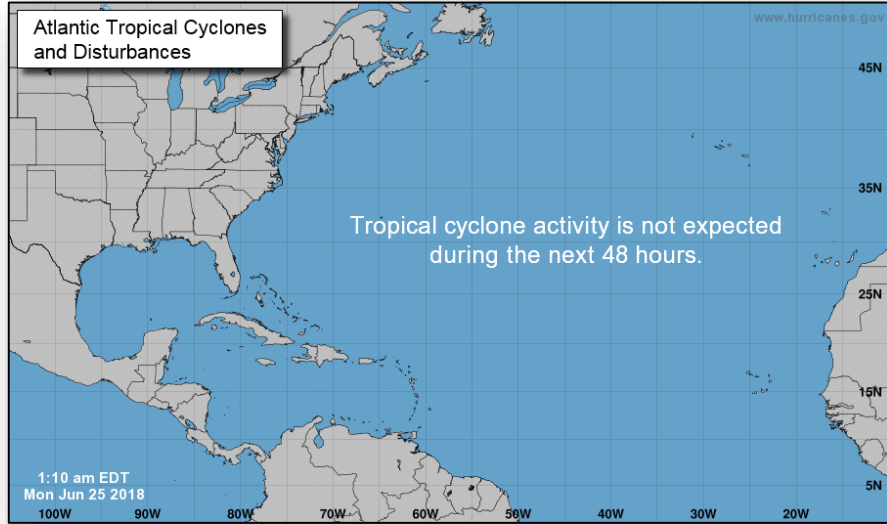 Atlantic Tropical Cyclones
and Disturbances
www.hurricanes.gov
45N
35N
Tropical cyclone activity is not expected
during the next 48 hours.
25N
15N
1:10 am EDT
Mon Jun 25 2018
5N
100W 90W 80W 70W 60W 50W 40W 30W 20W